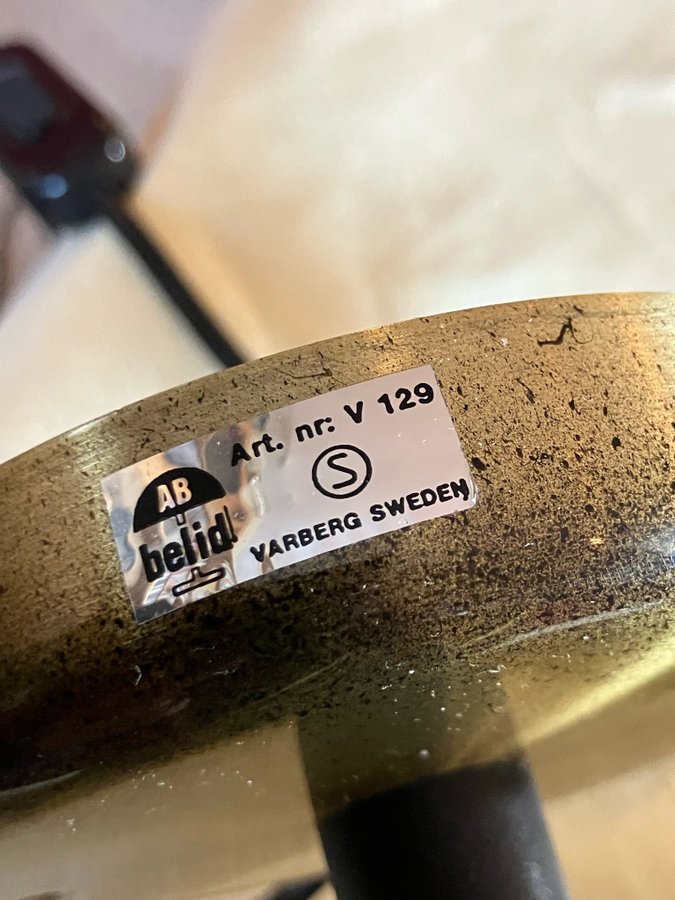 Art. nr: V 129
S
AB
belid
VARBERG SWEDEN